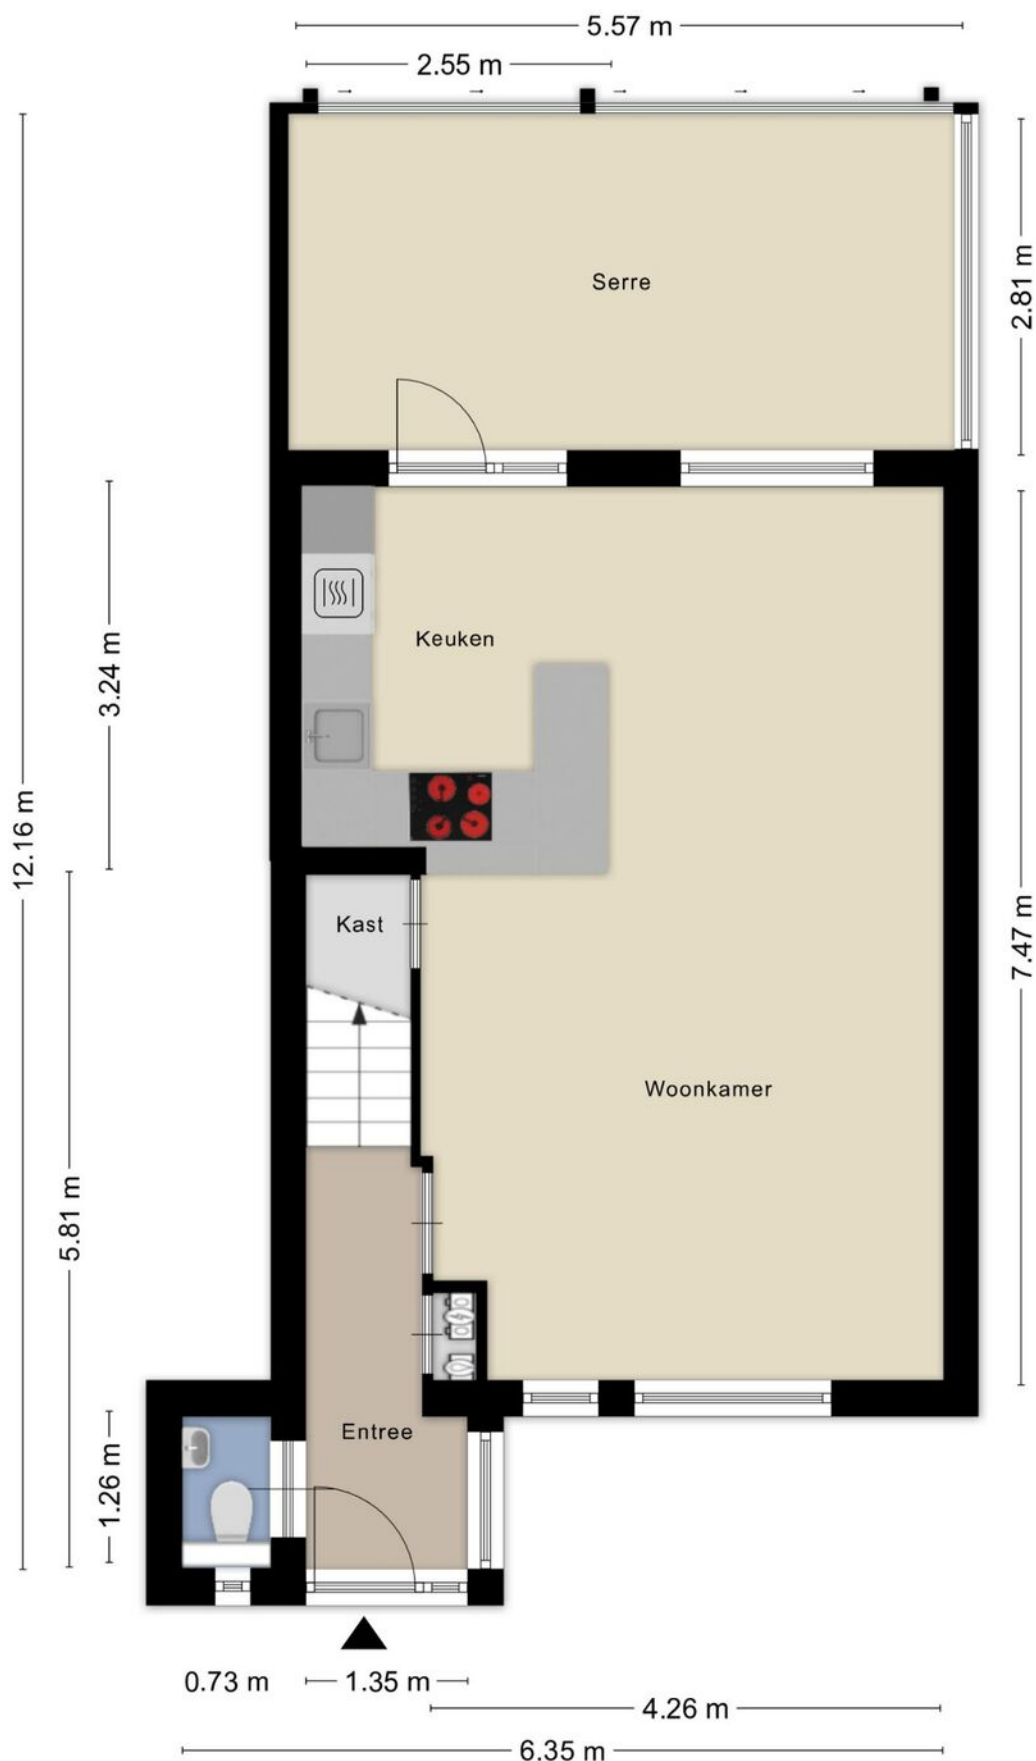 5.57 m
2.55 m
Serre
2.81 m
Keuken
3.24 m
12.16 m
Kast
7.47 m
Woonkamer
5.81 m
Entree
1.26 m
0.73 m
1.35 m
4.26 m
6.35 m